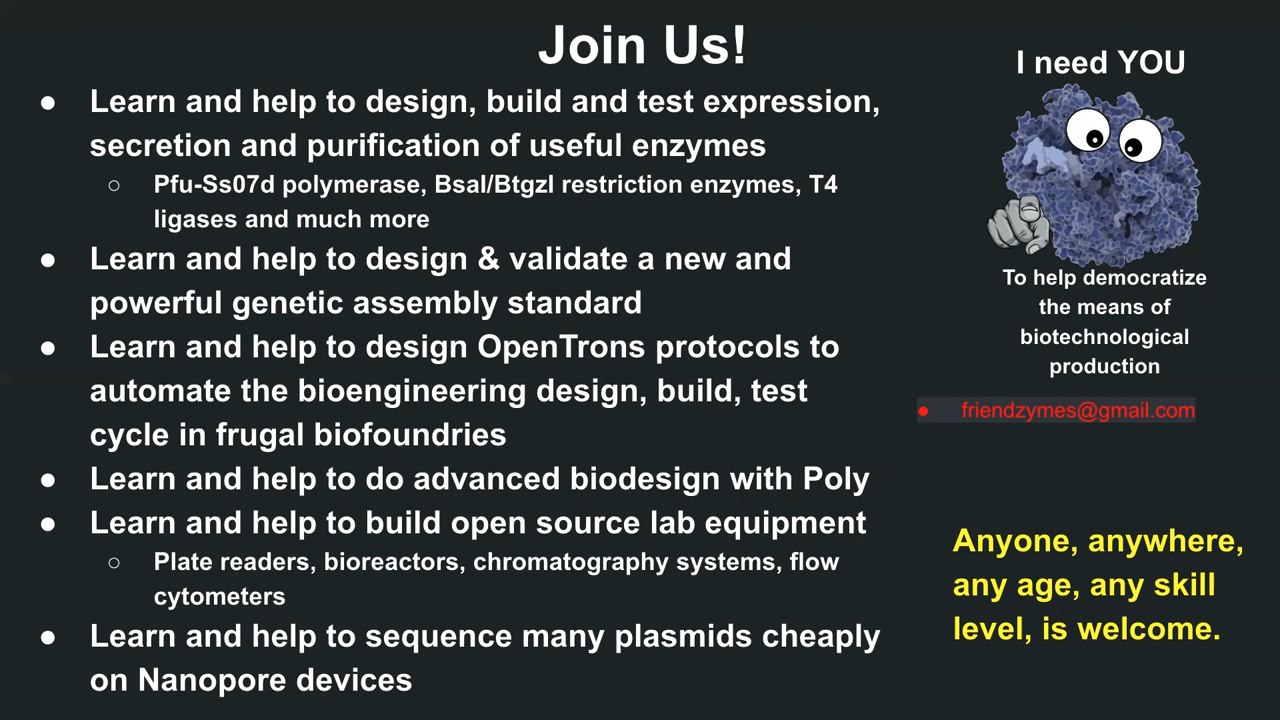 Join Us!
● Learn and help to design, build and test expression,
secretion and purification of useful enzymes
○ Pfu-Ss07d polymerase, BsaI/BtgzI restriction enzymes, T4
ligases and much more
● Learn and help to design & validate a new and
powerful genetic assembly standard
● Learn and help to design OpenTrons protocols to
automate the bioengineering design, build, test
cycle in frugal biofoundries
● Learn and help to do advanced biodesign with Poly
● Learn and help to build open source lab equipment
○ Plate readers, bioreactors, chromatography systems, flow
cytometers
● Learn and help to sequence many plasmids cheaply
on Nanopore devices
I need YOU
To help democratize
the means of
biotechnological
production
● friendzymes@gmail.com
Anyone, anywhere,
any age, any skill
level, is welcome.